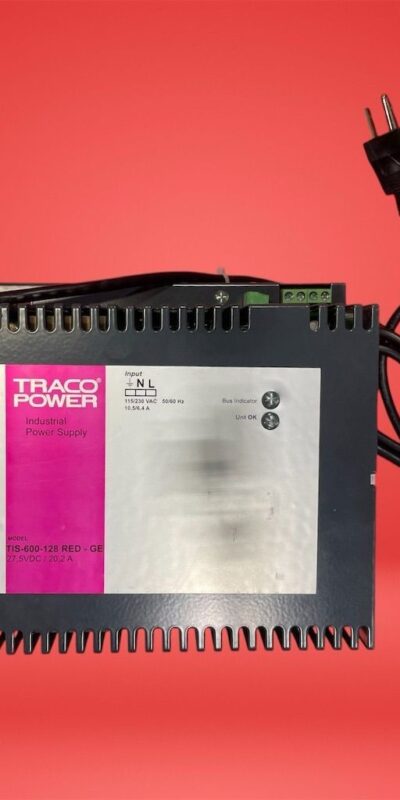 TRACO®
POWER
Industrial
Power Supply
MODEL
TIS-600-128 RED - GE
27,5VDC / 20,2 A
Input
N L
115/230 VAC 50/60 Hz
10,5/6,4 A
Bus Indicator
Unit OK